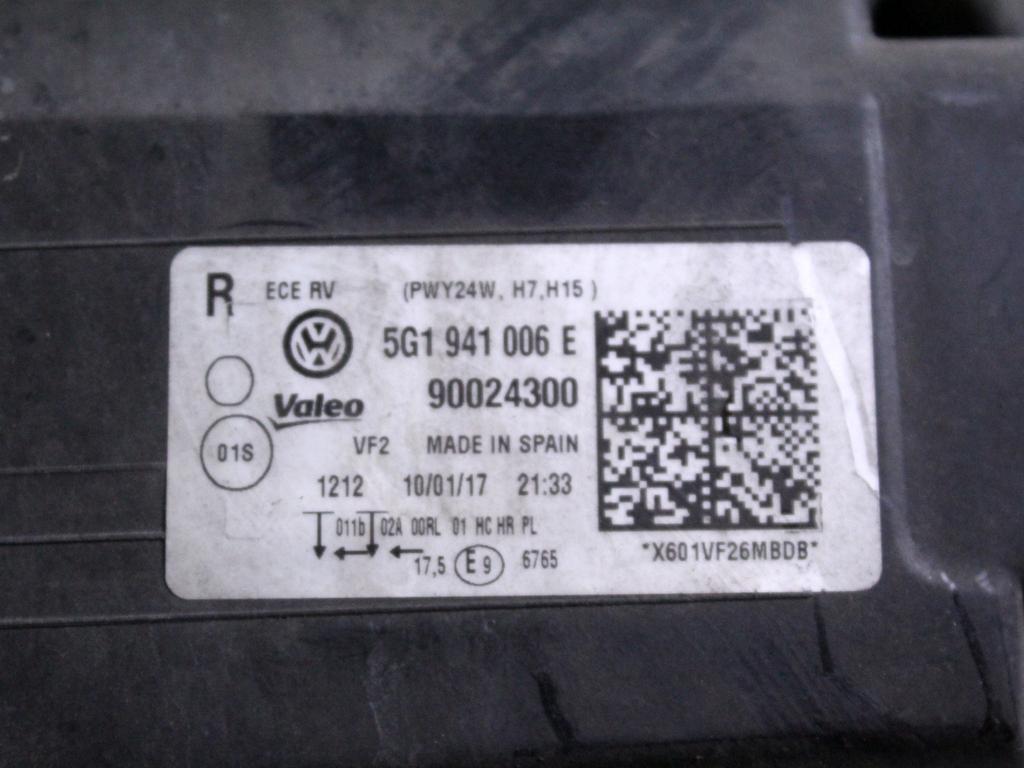 R ECE RV (PWY24W, H7,H15 )
5G1 941 006 E
Valeo 90024300
01S VF2 MADE IN SPAIN
1212 10/01/17 21:33
011b 02A 00RL 01 HC HR PL
17,5 E 9 6765
*X601VF26MBDB*